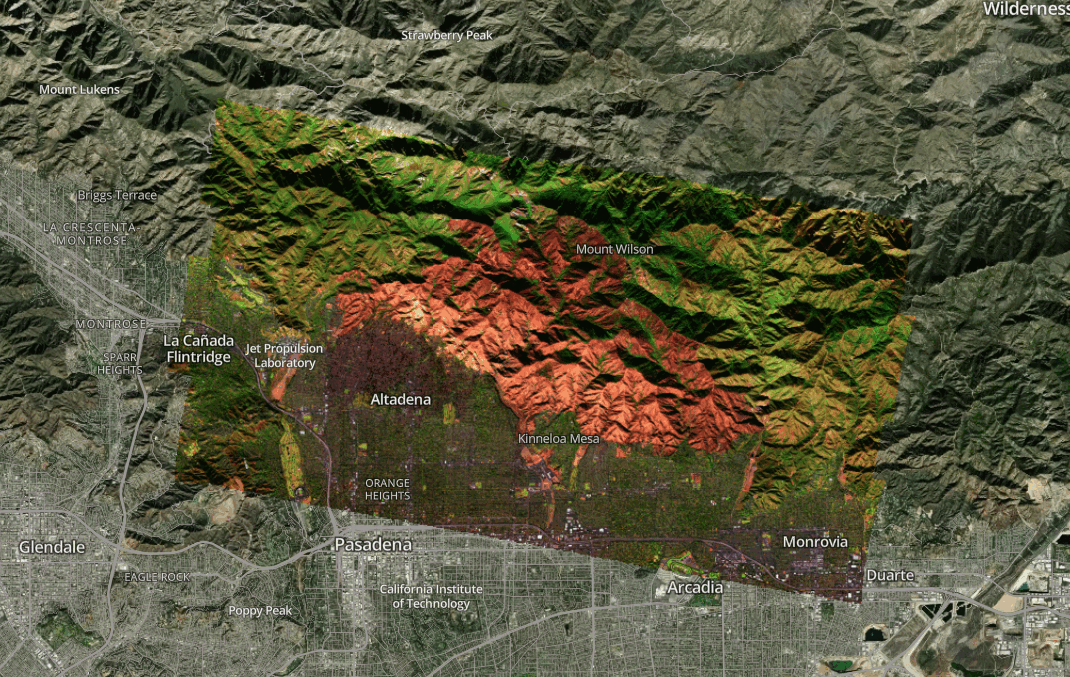 Wilderness
Strawberry Peak
Mount Lukens
Briggs Terrace
LA CRESCENTA-
MONTROSE
Mount Wilson
MONTROSE
La Cañada
Flintridge
Jet Propulsion
Laboratory
SPARR
HEIGHTS
Altadena
Kinneloa Mesa
ORANGE
HEIGHTS
Glendale
Pasadena
Monrovia
EAGLE ROCK
Duarte
California Institute
of Technology
Arcadia
Poppy Peak